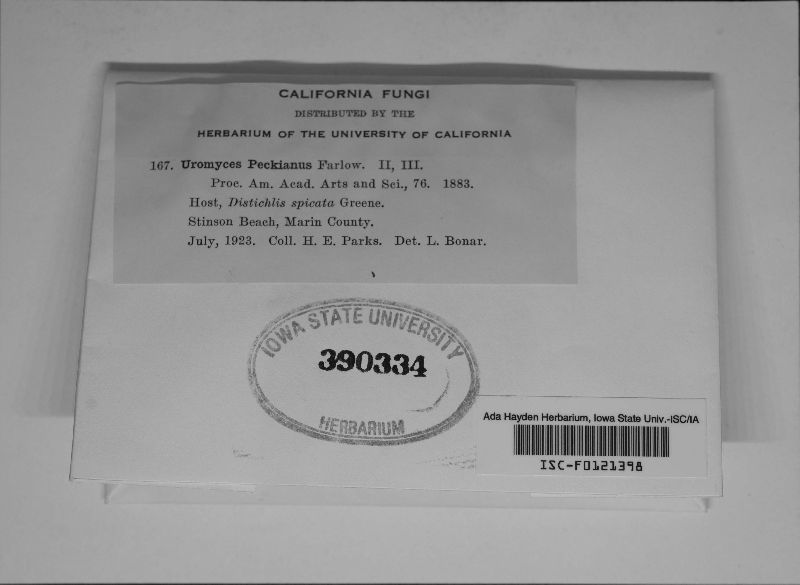 CALIFORNIA FUNGI
DISTRIBUTED BY THE
HERBARIUM OF THE UNIVERSITY OF CALIFORNIA
167. Uromyces Peckianus Farlow. II, III.
Proc. Am. Acad. Arts and Sci., 76. 1883.
Host, Distichlis spicata Greene.
Stinson Beach, Marin County.
July, 1923. Coll. H. E. Parks. Det. L. Bonar.
IOWA STATE UNIVERSITY
390334
HERBARIUM
Ada Hayden Herbarium, Iowa State Univ.-ISC/IA
ISC-F0121398